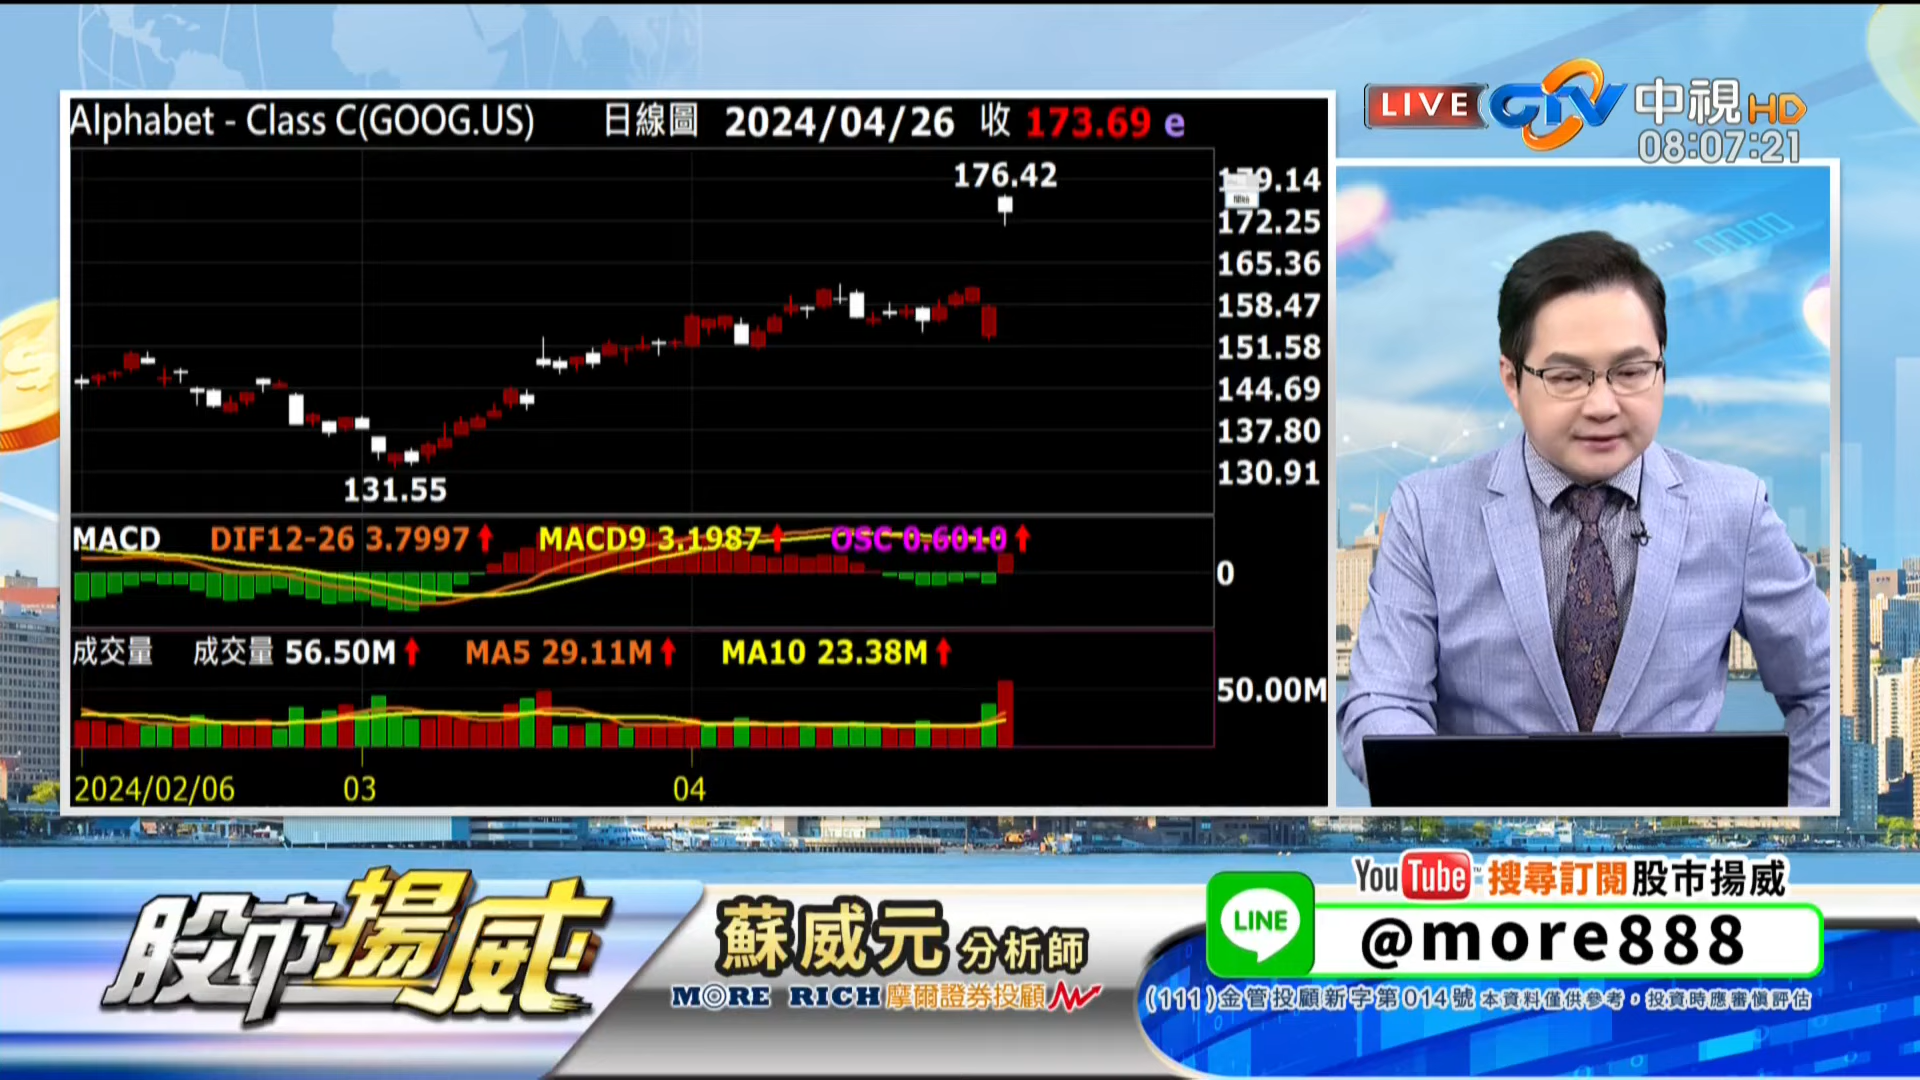 Alphabet - Class C(GOOG.US) 日線圖 2024/04/26 收 173.69 e
LIVE CTV 中視 HD
08:07:21
176.42
179.14
開始
172.25
165.36
158.47
151.58
144.69
137.80
130.91
131.55
MACD DIF12-26 3.7997 MACD9 3.1987 OSC 0.6010
0
成交量 成交量 56.50M MA5 29.11M MA10 23.38M
50.00M
2024/02/06 03 04
股市揚威
蘇威元 分析師
MORE RICH 摩爾證券投顧
YouTube 搜尋訂閱 股市揚威
LINE @more888
(111)金管投顧新字第014號 本資料僅供參考，投資時應審慎評估